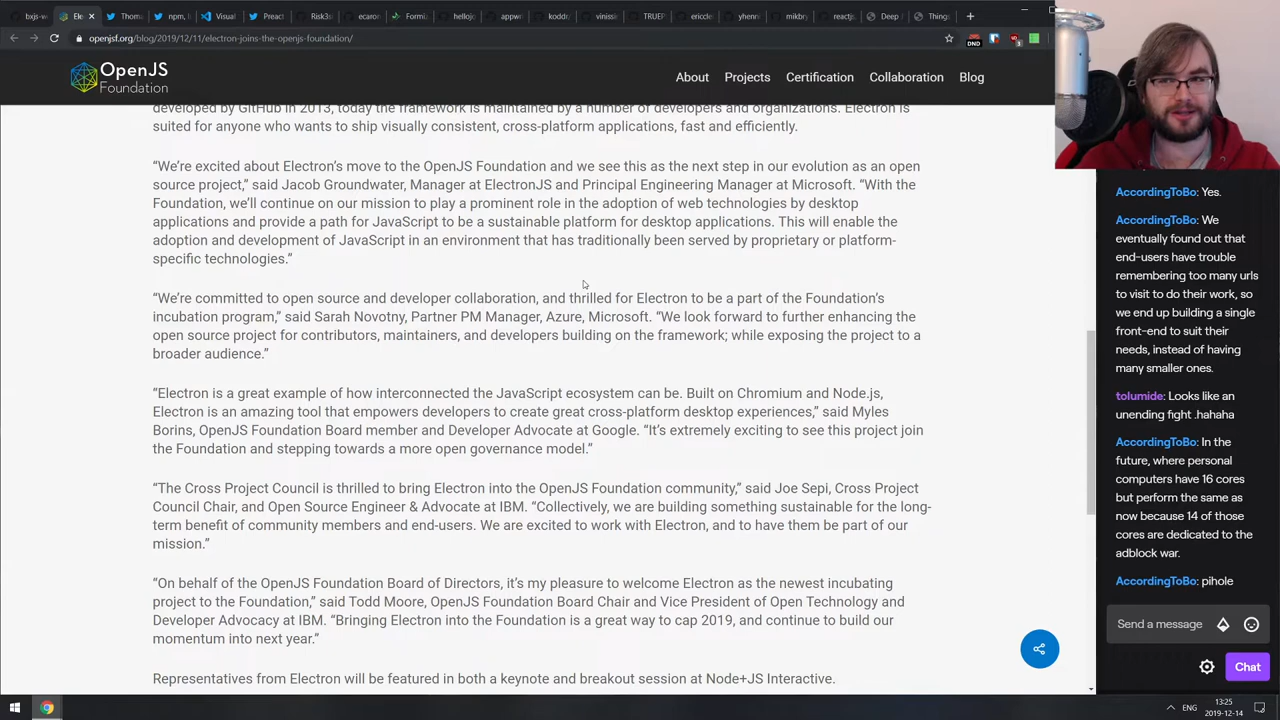 bxjs-w
Ele
Thoma
npm, I
Visual
Preact
Risk3s
ecaron
Formiu
hellojo
appwr
koddr/
viniss
TRUEP
ericcle
yhenni
mikbry
reactjs
Deep J
Things
openjsf.org/blog/2019/12/11/electron-joins-the-openjs-foundation/
DND
3
OpenJS
Foundation
About
Projects
Certification
Collaboration
Blog
developed by GitHub in 2013, today the framework is maintained by a number of developers and organizations. Electron is
suited for anyone who wants to ship visually consistent, cross-platform applications, fast and efficiently.
“We’re excited about Electron’s move to the OpenJS Foundation and we see this as the next step in our evolution as an open
source project,” said Jacob Groundwater, Manager at ElectronJS and Principal Engineering Manager at Microsoft. “With the
Foundation, we’ll continue on our mission to play a prominent role in the adoption of web technologies by desktop
applications and provide a path for JavaScript to be a sustainable platform for desktop applications. This will enable the
adoption and development of JavaScript in an environment that has traditionally been served by proprietary or platform-
specific technologies.”
“We’re committed to open source and developer collaboration, and thrilled for Electron to be a part of the Foundation’s
incubation program,” said Sarah Novotny, Partner PM Manager, Azure, Microsoft. “We look forward to further enhancing the
open source project for contributors, maintainers, and developers building on the framework; while exposing the project to a
broader audience.”
“Electron is a great example of how interconnected the JavaScript ecosystem can be. Built on Chromium and Node.js,
Electron is an amazing tool that empowers developers to create great cross-platform desktop experiences,” said Myles
Borins, OpenJS Foundation Board member and Developer Advocate at Google. “It’s extremely exciting to see this project join
the Foundation and stepping towards a more open governance model.”
“The Cross Project Council is thrilled to bring Electron into the OpenJS Foundation community,” said Joe Sepi, Cross Project
Council Chair, and Open Source Engineer & Advocate at IBM. “Collectively, we are building something sustainable for the long-
term benefit of community members and end-users. We are excited to work with Electron, and to have them be part of our
mission.”
“On behalf of the OpenJS Foundation Board of Directors, it’s my pleasure to welcome Electron as the newest incubating
project to the Foundation,” said Todd Moore, OpenJS Foundation Board Chair and Vice President of Open Technology and
Developer Advocacy at IBM. “Bringing Electron into the Foundation is a great way to cap 2019, and continue to build our
momentum into next year.”
Representatives from Electron will be featured in both a keynote and breakout session at Node+JS Interactive.
AccordingToBo: Yes.
AccordingToBo: We
eventually found out that
end-users have trouble
remembering too many urls
to visit to do their work, so
we end up building a single
front-end to suit their
needs, instead of having
many smaller ones.
tolumide: Looks like an
unending fight .hahaha
AccordingToBo: In the
future, where personal
computers have 16 cores
but perform the same as
now because 14 of those
cores are dedicated to the
adblock war.
AccordingToBo: pihole
Send a message
Chat
ENG
13:25
2019-12-14